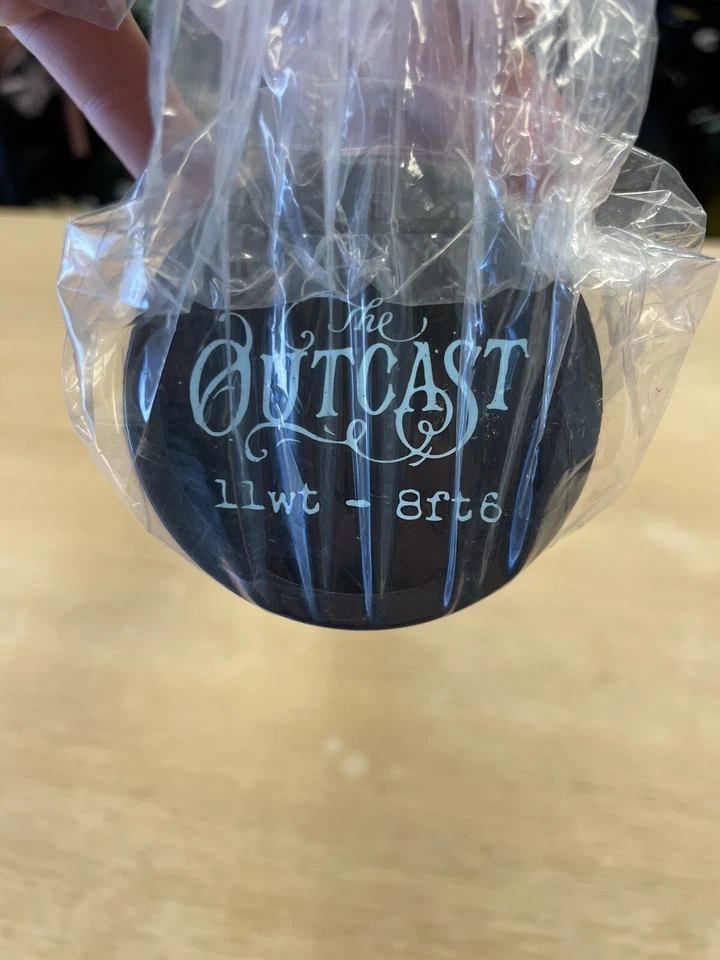 The
OUTCAST
11wt - 8ft6